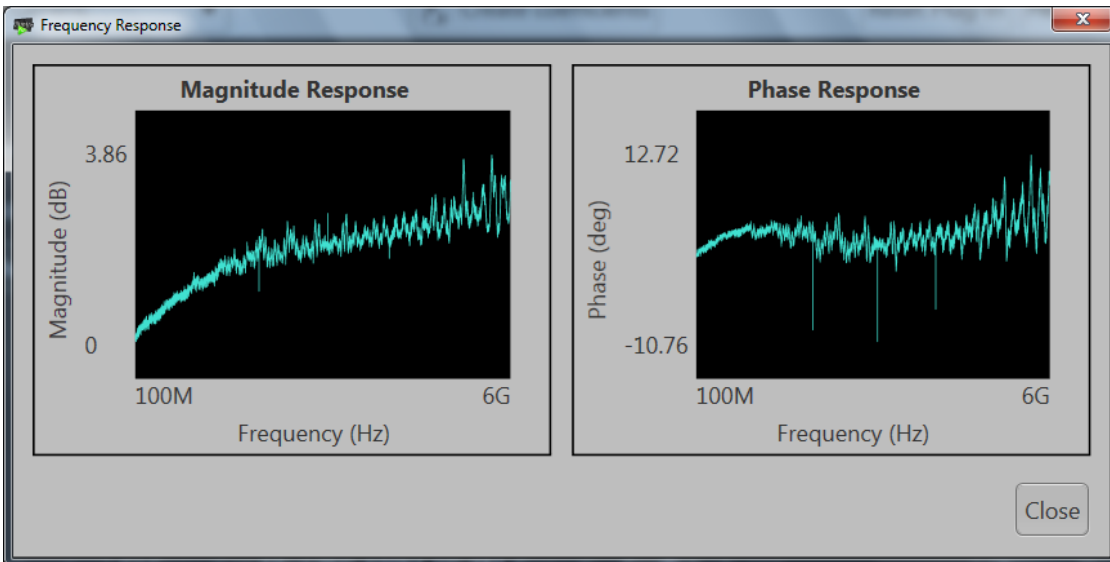 Frequency Response
Magnitude Response
3.86
Magnitude (dB)
0
100M
6G
Frequency (Hz)
Phase Response
12.72
Phase (deg)
-10.76
100M
6G
Frequency (Hz)
Close